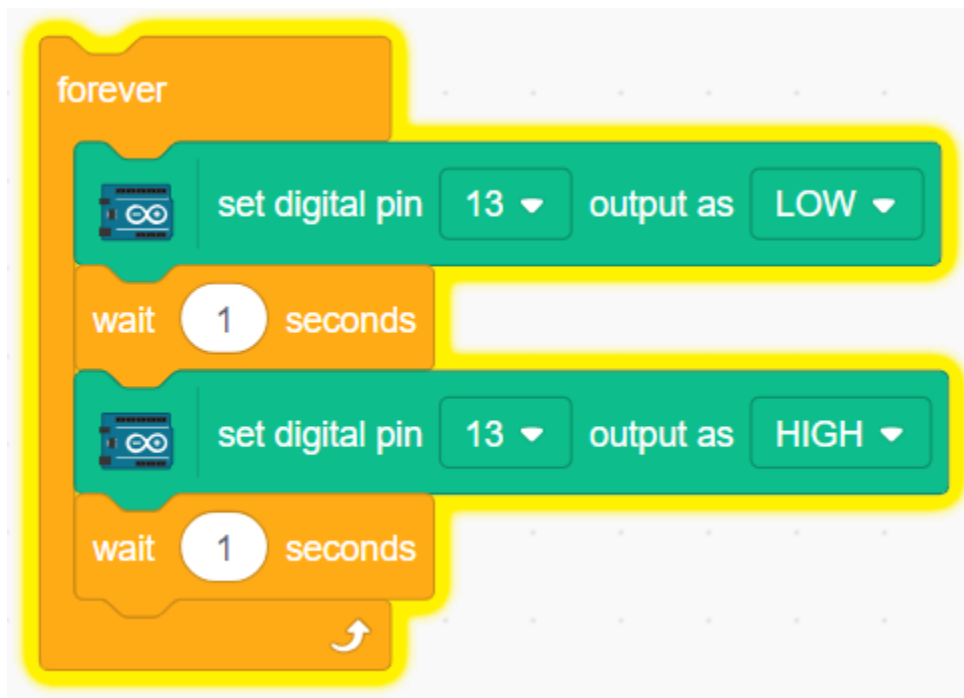 forever
set digital pin 13 output as LOW
wait 1 seconds
set digital pin 13 output as HIGH
wait 1 seconds